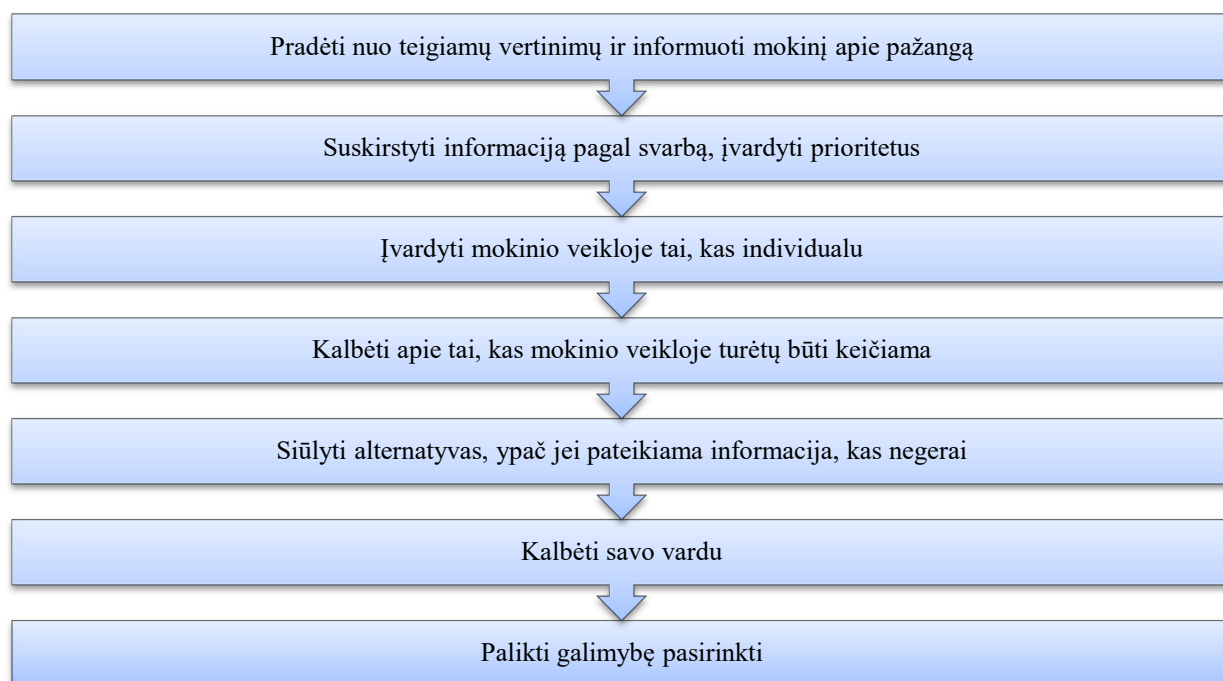 Pradėti nuo teigiamų vertinimų ir informuoti mokinį apie pažangą
Suskirstyti informaciją pagal svarbą, įvardyti prioritetus
Įvardyti mokinio veikloje tai, kas individualu
Kalbėti apie tai, kas mokinio veikloje turėtų būti keičiama
Siūlyti alternatyvas, ypač jei pateikiama informacija, kas negerai
Kalbėti savo vardu
Palikti galimybę pasirinkti